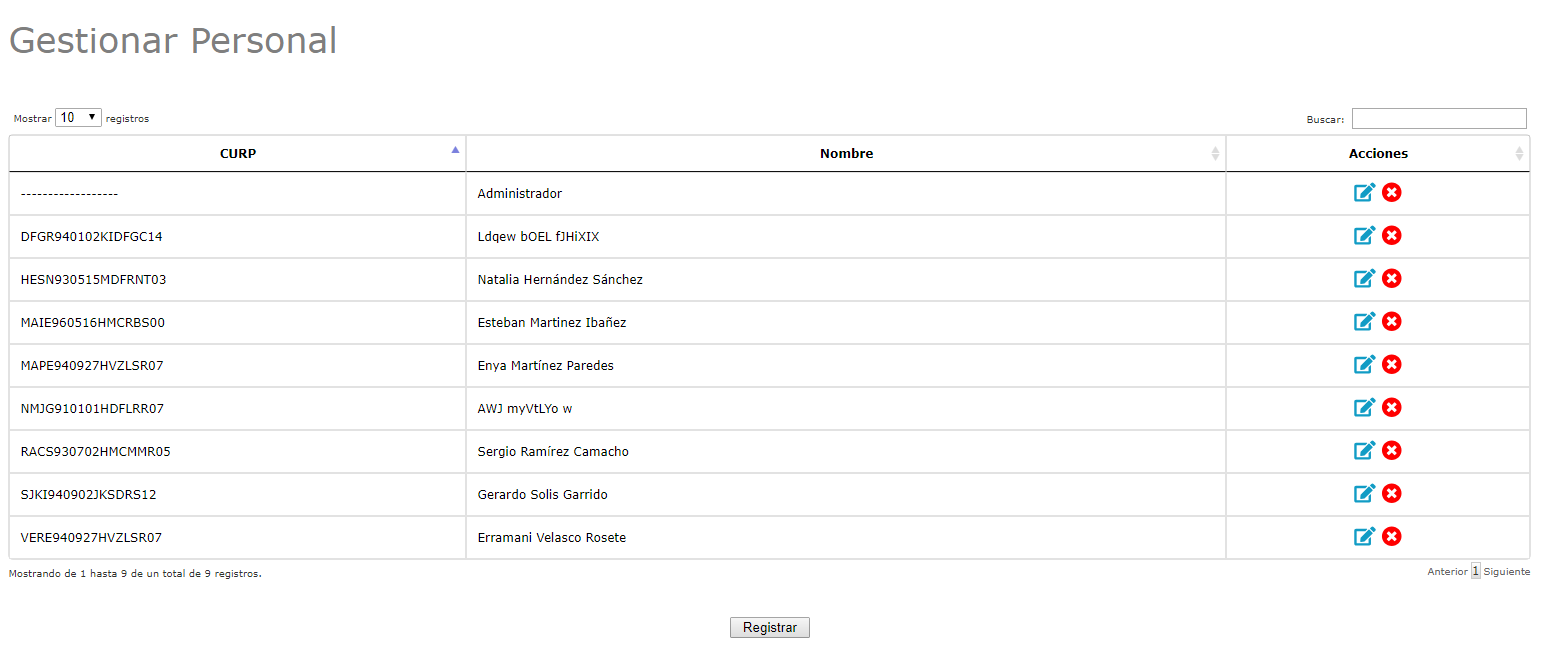 Gestionar Personal
Mostrar 10 registros Buscar:
CURP Nombre Acciones
------------------ Administrador
DFGR940102KIDFGC14 Ldqew bOEL fJHiXIX
HESN930515MDFRNT03 Natalia Hernández Sánchez
MAIE960516HMCRBS00 Esteban Martinez Ibañez
MAPE940927HVZLSR07 Enya Martínez Paredes
NMJG910101HDFLRR07 AWJ myVtLYo w
RACS930702HMCMMR05 Sergio Ramírez Camacho
SJKI940902JKSDRS12 Gerardo Solis Garrido
VERE940927HVZLSR07 Erramani Velasco Rosete
Mostrando de 1 hasta 9 de un total de 9 registros. Anterior 1 Siguiente
Registrar